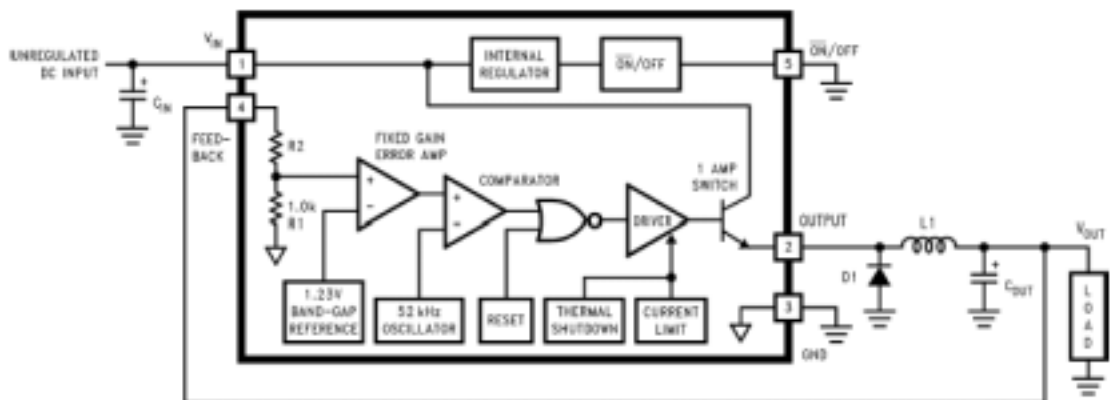 UNREGULATED
DC INPUT
V_IN
1
C_IN
+
4
FEED-
BACK
R2
1.0k
R1
INTERNAL
REGULATOR
ON/OFF
5
ON/OFF
FIXED GAIN
ERROR AMP
+
-
COMPARATOR
+
-
DRIVER
1 AMP
SWITCH
OUTPUT
2
L1
V_OUT
D1
+
C_OUT
LOAD
1.23V
BAND-GAP
REFERENCE
52 kHz
OSCILLATOR
RESET
THERMAL
SHUTDOWN
CURRENT
LIMIT
3
GND